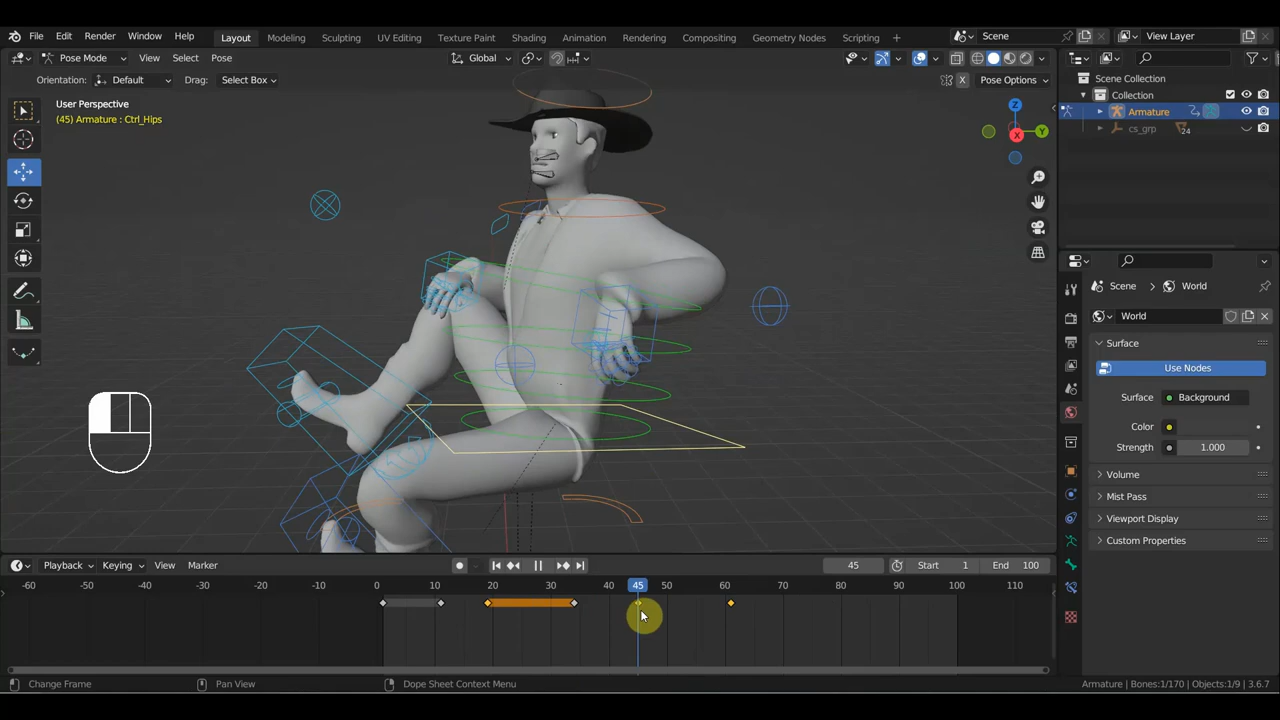 File Edit Render Window Help Layout Modeling Sculpting UV Editing Texture Paint Shading Animation Rendering Compositing Geometry Nodes Scripting Scene View Layer
Pose Mode View Select Pose Global
Orientation: Default Drag: Select Box X Pose Options
Scene Collection
Collection
Armature
cs_grp 24
User Perspective
(45) Armature : Ctrl_Hips
Z
Y
X
Scene World
World
Surface
Use Nodes
Surface Background
Color
Strength 1.000
Volume
Mist Pass
Viewport Display
Custom Properties
Playback Keying View Marker 45 Start 1 End 100
-60 -50 -40 -30 -20 -10 0 10 20 30 40 45 50 60 70 80 90 100 110
Change Frame Pan View Dope Sheet Context Menu Armature | Bones:1/170 | Objects:1/9 | 3.6.7